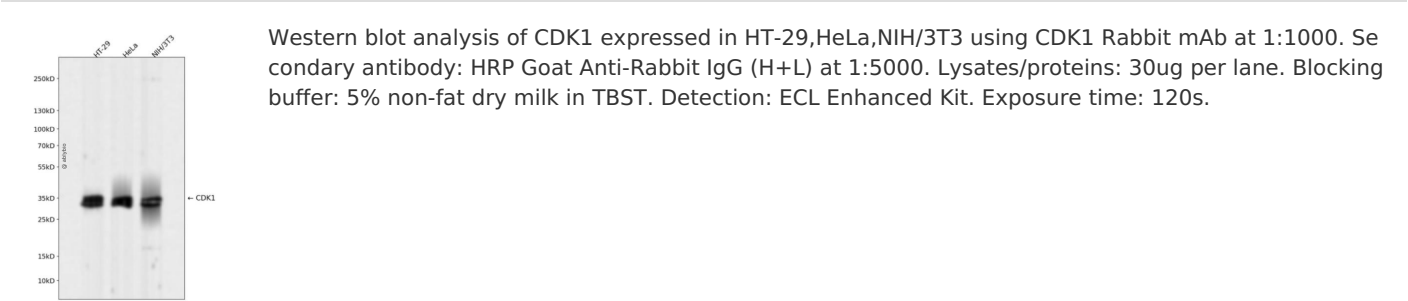 HT-29 HeLa NIH/3T3
250kD
130kD
100kD
70kD
55kD
35kD
25kD
15kD
10kD
@ ablybio
← CDK1
Western blot analysis of CDK1 expressed in HT-29,HeLa,NIH/3T3 using CDK1 Rabbit mAb at 1:1000. Se
condary antibody: HRP Goat Anti-Rabbit IgG (H+L) at 1:5000. Lysates/proteins: 30ug per lane. Blocking
buffer: 5% non-fat dry milk in TBST. Detection: ECL Enhanced Kit. Exposure time: 120s.